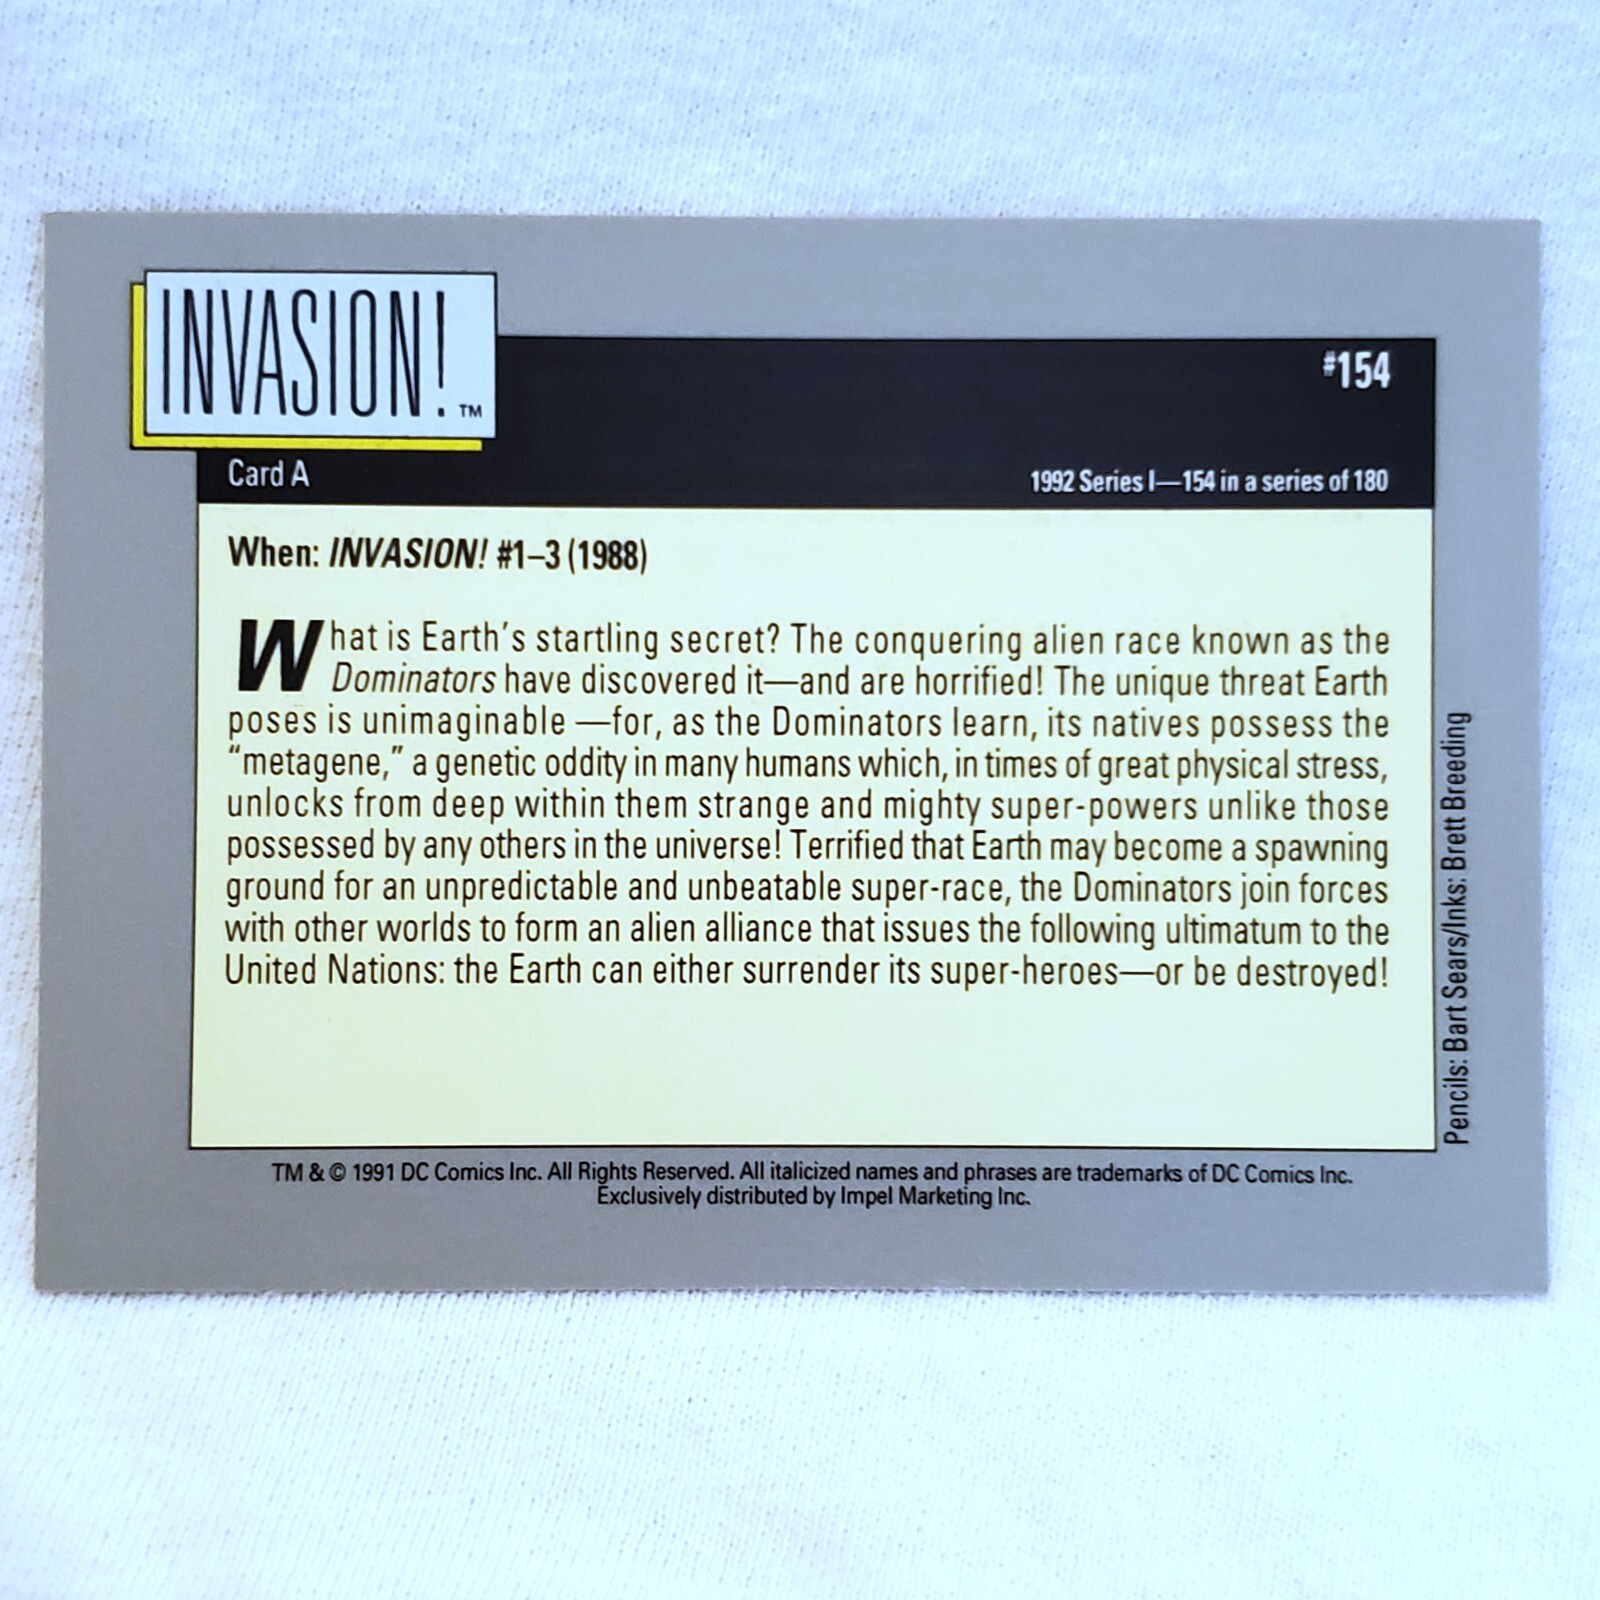 INVASION! ™
#154
Card A
1992 Series I—154 in a series of 180
When: INVASION! #1–3 (1988)
What is Earth's startling secret? The conquering alien race known as the
Dominators have discovered it—and are horrified! The unique threat Earth
poses is unimaginable —for, as the Dominators learn, its natives possess the
“metagene,” a genetic oddity in many humans which, in times of great physical stress,
unlocks from deep within them strange and mighty super-powers unlike those
possessed by any others in the universe! Terrified that Earth may become a spawning
ground for an unpredictable and unbeatable super-race, the Dominators join forces
with other worlds to form an alien alliance that issues the following ultimatum to the
United Nations: the Earth can either surrender its super-heroes—or be destroyed!
Pencils: Bart Sears/Inks: Brett Breeding
TM & © 1991 DC Comics Inc. All Rights Reserved. All italicized names and phrases are trademarks of DC Comics Inc.
Exclusively distributed by Impel Marketing Inc.